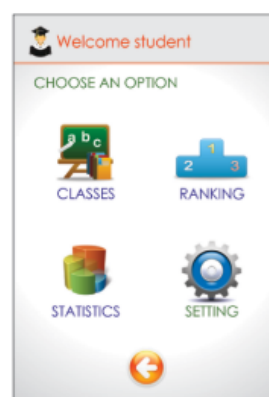 Welcome student
CHOOSE AN OPTION
a b c
1
2 3
CLASSES RANKING
STATISTICS SETTING